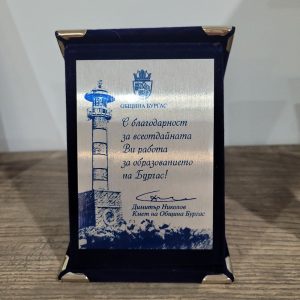 ОБЩИНА БУРГАС
С благодарност
за всеотдайната
Ви работа
за образованието
на Бургас!
Димитър Николов
Кмет на Община Бургас